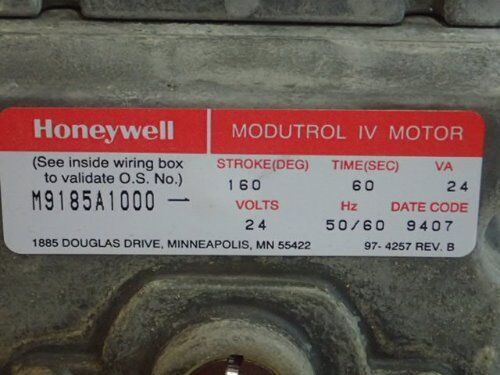 Honeywell MODUTROL IV MOTOR
(See inside wiring box STROKE(DEG) TIME(SEC) VA
to validate O.S. No.) 160 60 24
M9185A1000 — VOLTS Hz DATE CODE
24 50/60 9407
1885 DOUGLAS DRIVE, MINNEAPOLIS, MN 55422 97-4257 REV. B